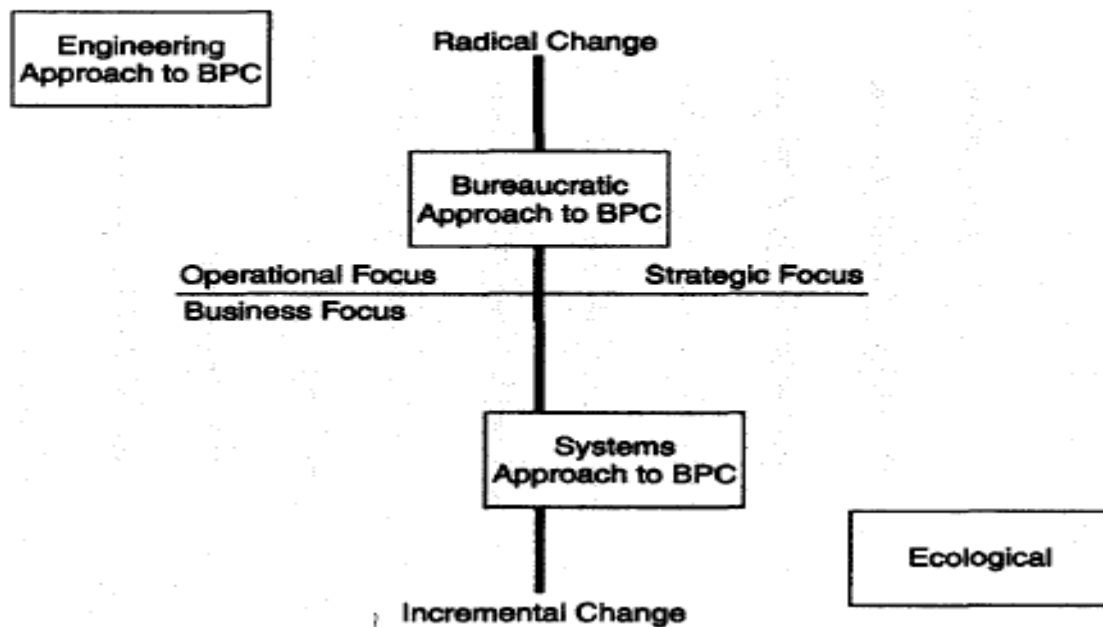 Engineering
Approach to BPC
Radical Change
Bureaucratic
Approach to BPC
Operational Focus
Strategic Focus
Business Focus
Systems
Approach to BPC
Ecological
Incremental Change